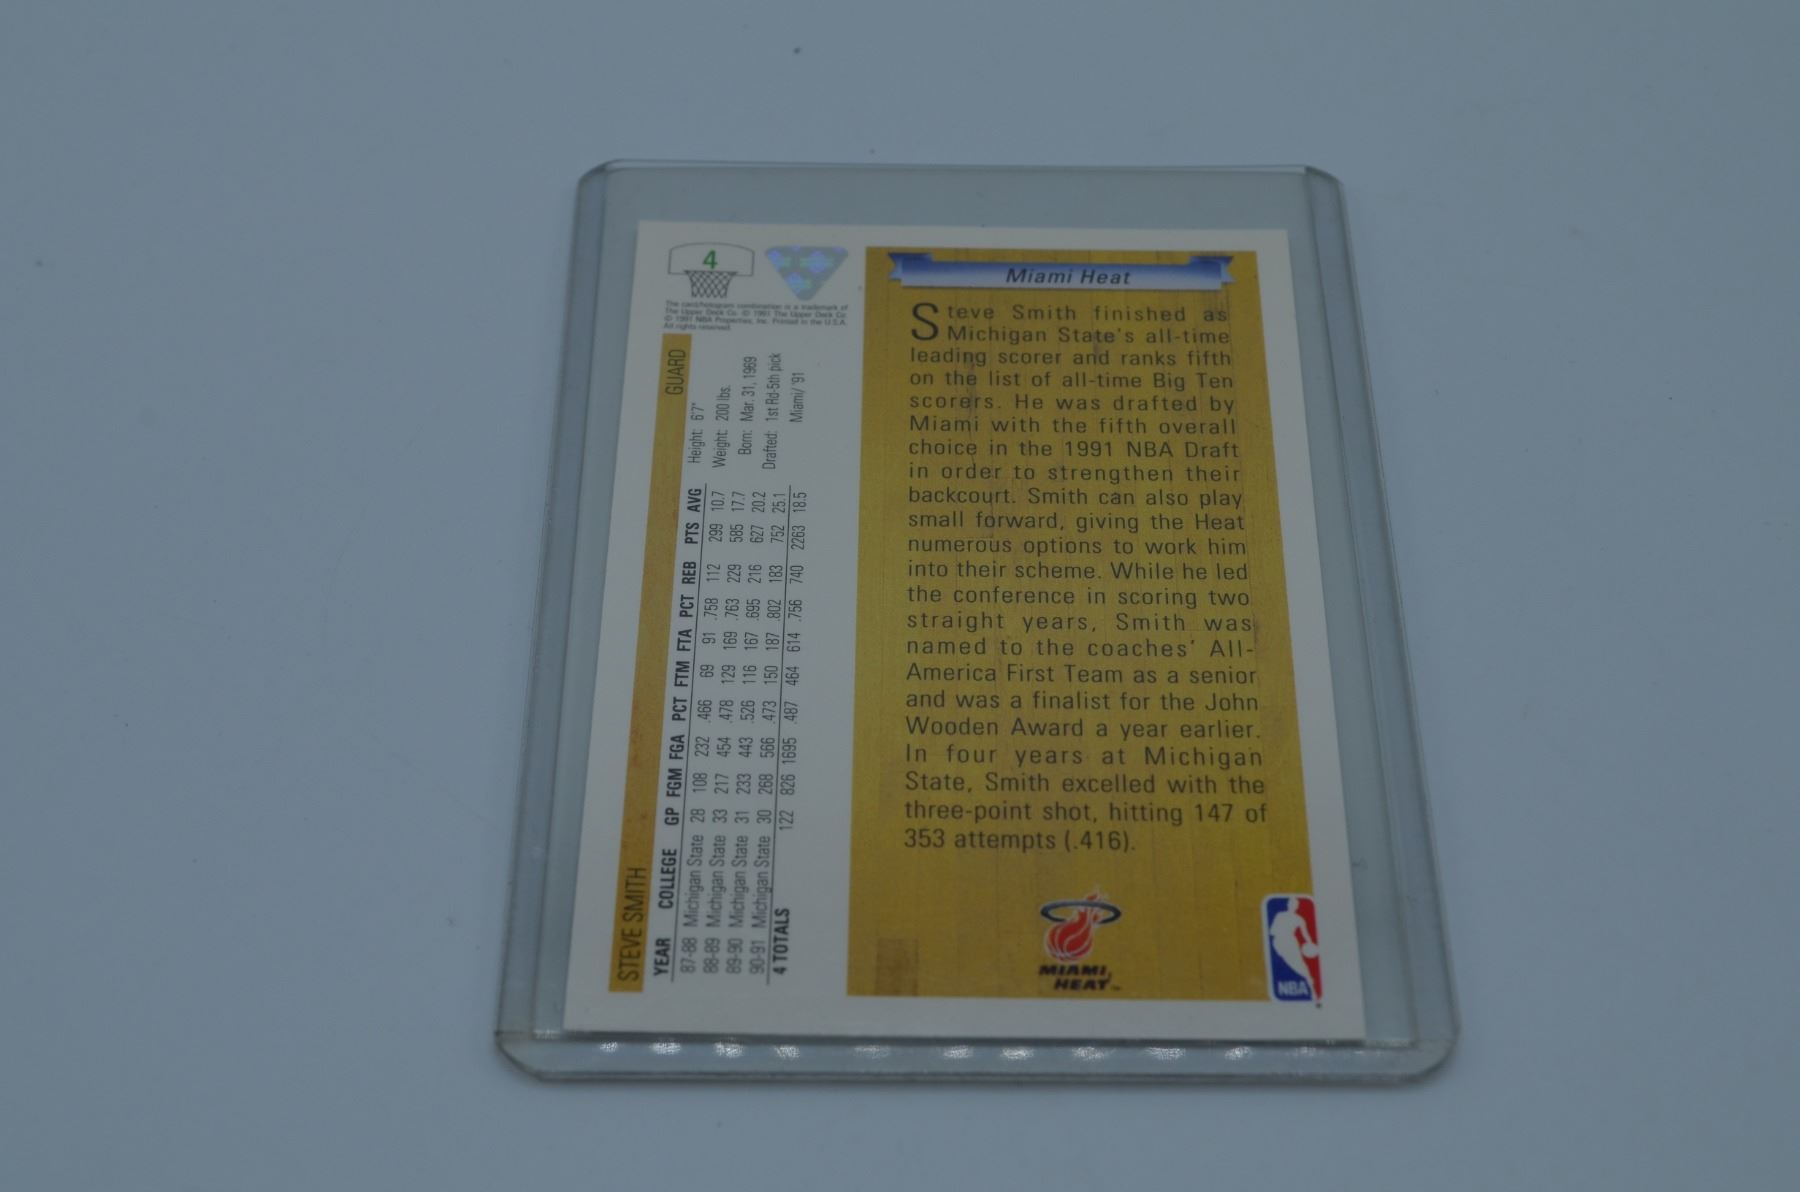 4
The card/hologram combination is a trademark of
The Upper Deck Co. © 1991 The Upper Deck Co.
© 1991 NBA Properties, Inc. Printed in the U.S.A.
All rights reserved.
STEVE SMITH GUARD
YEAR COLLEGE GP FGM FGA PCT FTM FTA PCT REB PTS AVG
87-88 Michigan State 28 108 232 .466 69 91 .758 112 299 10.7
88-89 Michigan State 33 217 454 .478 129 169 .763 229 585 17.7
89-90 Michigan State 31 233 443 .526 116 167 .695 216 627 20.2
90-91 Michigan State 30 268 566 .473 150 187 .802 183 752 25.1
4 TOTALS 122 826 1695 .487 464 614 .756 740 2263 18.5
Height: 6'7"
Weight: 200 lbs.
Born: Mar. 31, 1969
Drafted: 1st Rd-5th pick
Miami/ '91
Miami Heat
Steve Smith finished as
Michigan State's all-time
leading scorer and ranks fifth
on the list of all-time Big Ten
scorers. He was drafted by
Miami with the fifth overall
choice in the 1991 NBA Draft
in order to strengthen their
backcourt. Smith can also play
small forward, giving the Heat
numerous options to work him
into their scheme. While he led
the conference in scoring two
straight years, Smith was
named to the coaches' All-
America First Team as a senior
and was a finalist for the John
Wooden Award a year earlier.
In four years at Michigan
State, Smith excelled with the
three-point shot, hitting 147 of
353 attempts (.416).
MIAMI
HEAT™
NBA